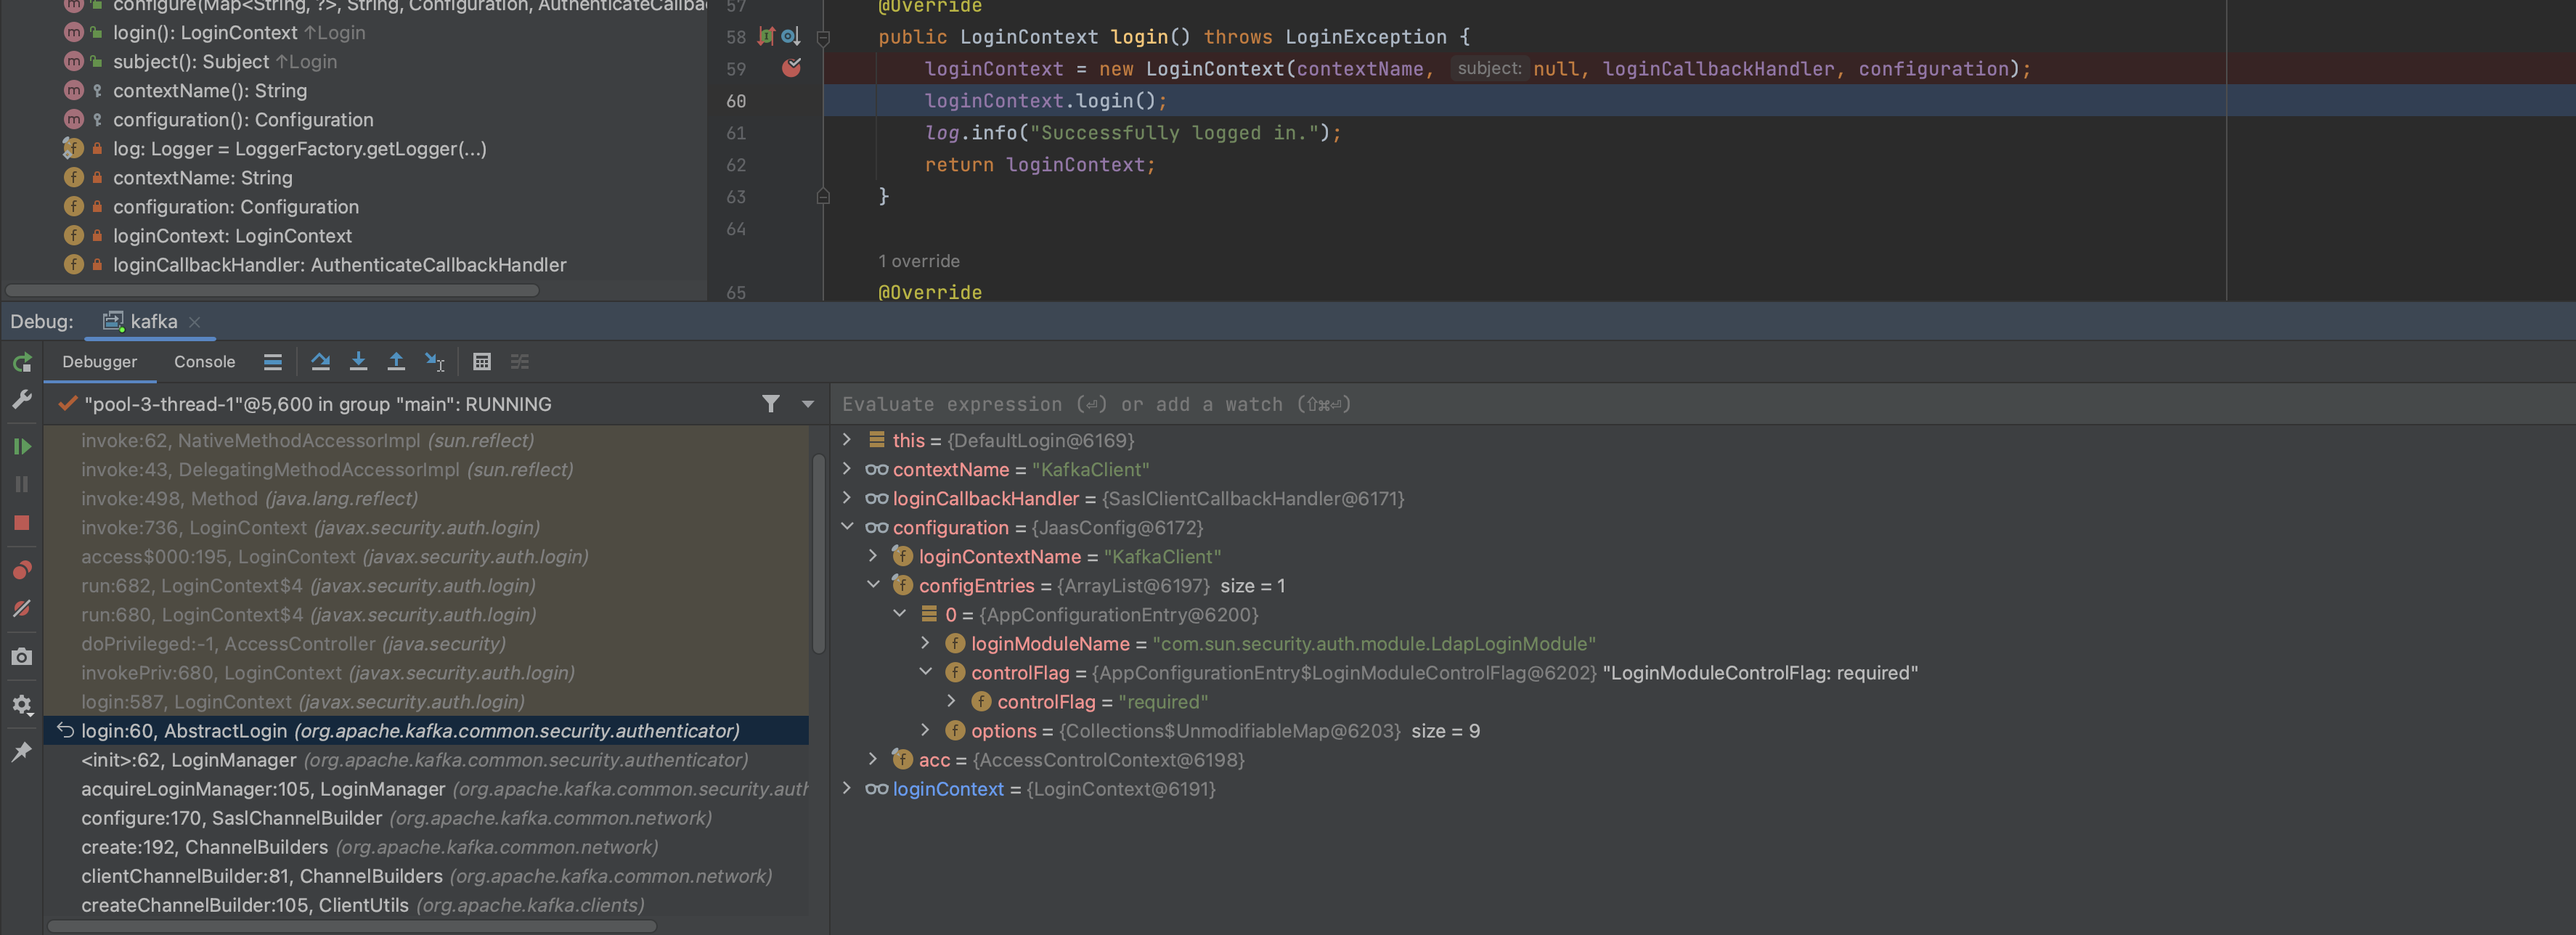 configure(Map<String, ?>, String, Configuration, AuthenticateCallba
login(): LoginContext ↑Login
subject(): Subject ↑Login
contextName(): String
configuration(): Configuration
log: Logger = LoggerFactory.getLogger(...)
contextName: String
configuration: Configuration
loginContext: LoginContext
loginCallbackHandler: AuthenticateCallbackHandler
57 @Override
58 public LoginContext login() throws LoginException {
59 loginContext = new LoginContext(contextName, subject: null, loginCallbackHandler, configuration);
60 loginContext.login();
61 log.info("Successfully logged in.");
62 return loginContext;
63 }
64
1 override
65 @Override
Debug: kafka
Debugger Console
"pool-3-thread-1"@5,600 in group "main": RUNNING
invoke:62, NativeMethodAccessorImpl (sun.reflect)
invoke:43, DelegatingMethodAccessorImpl (sun.reflect)
invoke:498, Method (java.lang.reflect)
invoke:736, LoginContext (javax.security.auth.login)
access$000:195, LoginContext (javax.security.auth.login)
run:682, LoginContext$4 (javax.security.auth.login)
run:680, LoginContext$4 (javax.security.auth.login)
doPrivileged:-1, AccessController (java.security)
invokePriv:680, LoginContext (javax.security.auth.login)
login:587, LoginContext (javax.security.auth.login)
login:60, AbstractLogin (org.apache.kafka.common.security.authenticator)
<init>:62, LoginManager (org.apache.kafka.common.security.authenticator)
acquireLoginManager:105, LoginManager (org.apache.kafka.common.security.auth
configure:170, SaslChannelBuilder (org.apache.kafka.common.network)
create:192, ChannelBuilders (org.apache.kafka.common.network)
clientChannelBuilder:81, ChannelBuilders (org.apache.kafka.common.network)
createChannelBuilder:105, ClientUtils (org.apache.kafka.clients)
Evaluate expression (⏎) or add a watch (⇧⌘⏎)
this = {DefaultLogin@6169}
contextName = "KafkaClient"
loginCallbackHandler = {SaslClientCallbackHandler@6171}
configuration = {JaasConfig@6172}
loginContextName = "KafkaClient"
configEntries = {ArrayList@6197} size = 1
0 = {AppConfigurationEntry@6200}
loginModuleName = "com.sun.security.auth.module.LdapLoginModule"
controlFlag = {AppConfigurationEntry$LoginModuleControlFlag@6202} "LoginModuleControlFlag: required"
controlFlag = "required"
options = {Collections$UnmodifiableMap@6203} size = 9
acc = {AccessControlContext@6198}
loginContext = {LoginContext@6191}